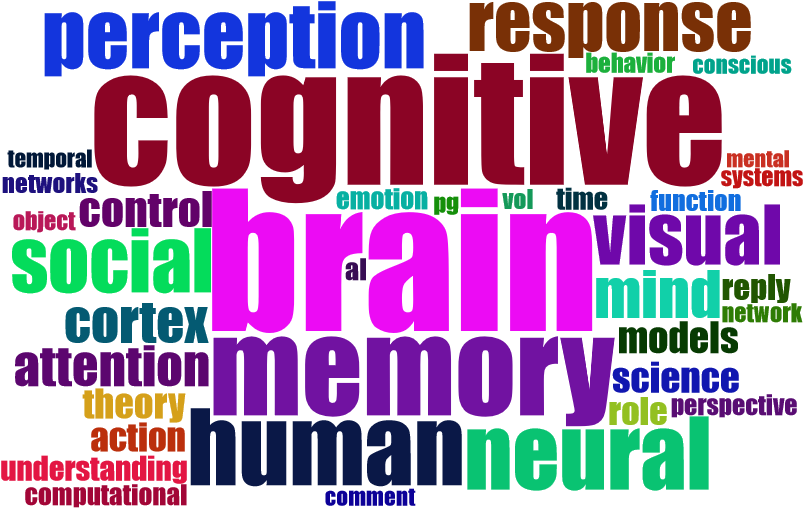 perception response
behavior conscious
cognitive
temporal mental
networks systems
object control emotion pg vol time function
social brain visual
al
mind reply
cortex network
models
attention memory science
theory role perspective
action human neural
understanding
computational comment